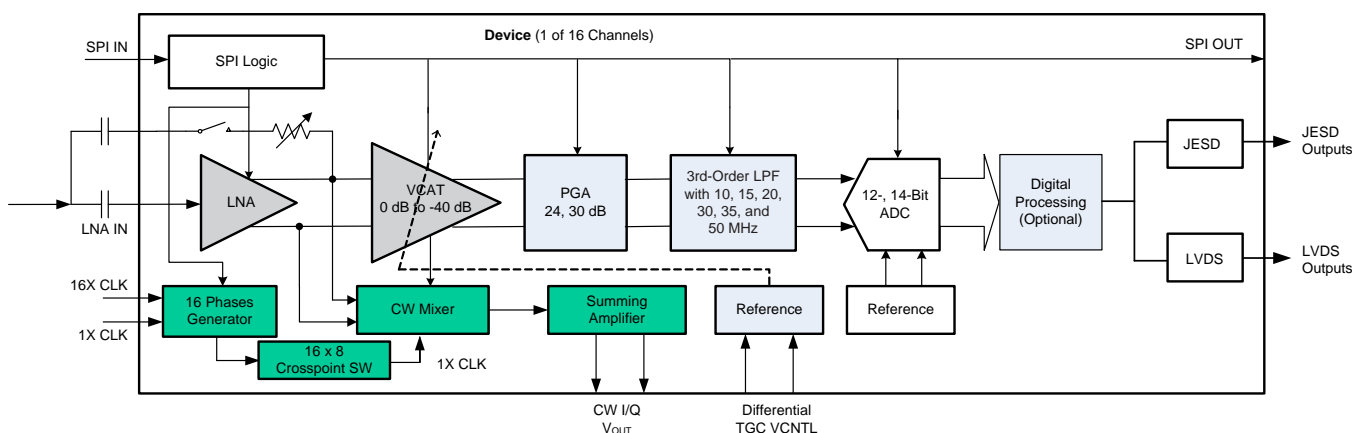 Device (1 of 16 Channels)
SPI IN
SPI Logic
SPI OUT
LNA
LNA IN
VCAT
0 dB to -40 dB
PGA
24, 30 dB
3rd-Order LPF
with 10, 15, 20,
30, 35, and
50 MHz
12-, 14-Bit
ADC
Digital
Processing
(Optional)
JESD
JESD
Outputs
LVDS
LVDS
Outputs
16X CLK
1X CLK
16 Phases
Generator
CW Mixer
Summing
Amplifier
Reference
Reference
16 x 8
Crosspoint SW
1X CLK
CW I/Q
VOUT
Differential
TGC VCNTL